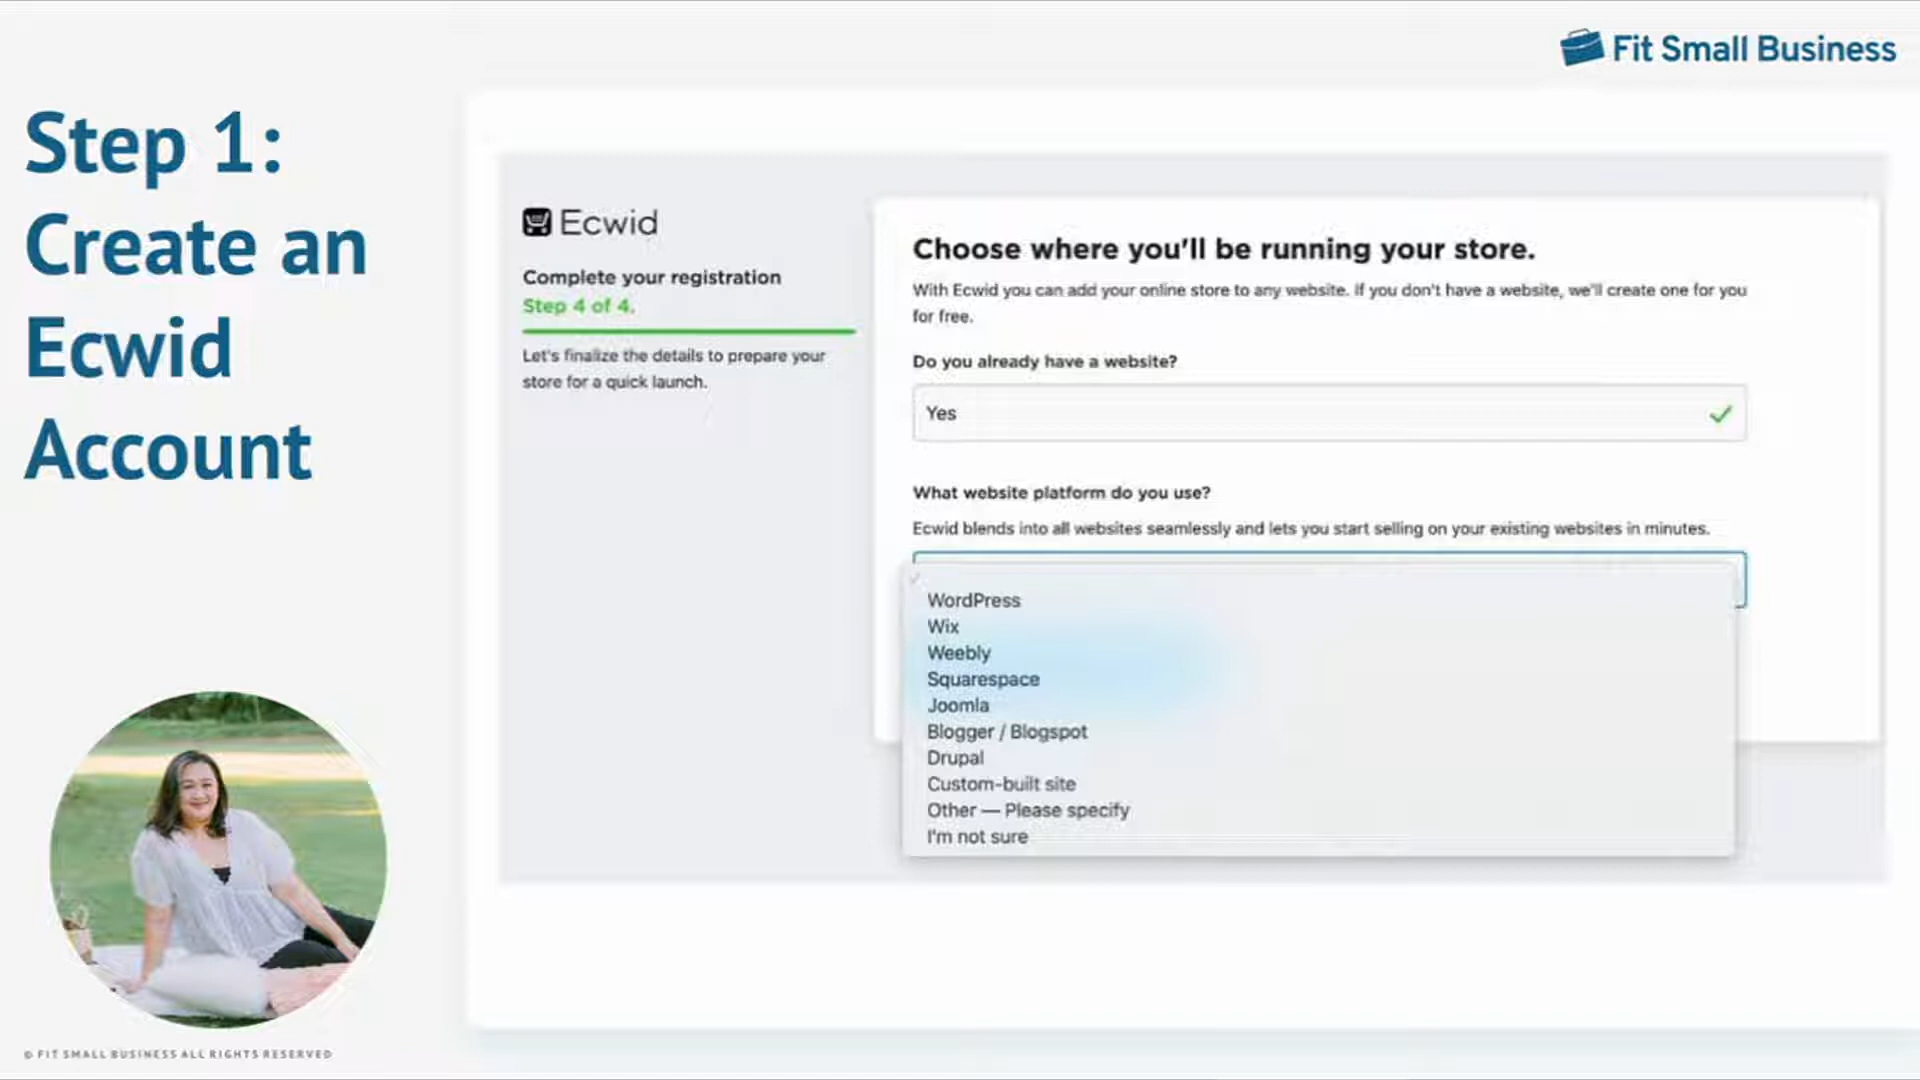 Fit Small Business
Step 1:
Create an
Ecwid
Account
Ecwid
Complete your registration
Step 4 of 4.
Let's finalize the details to prepare your
store for a quick launch.
Choose where you'll be running your store.
With Ecwid you can add your online store to any website. If you don't have a website, we'll create one for you
for free.
Do you already have a website?
Yes
What website platform do you use?
Ecwid blends into all websites seamlessly and lets you start selling on your existing websites in minutes.
WordPress
Wix
Weebly
Squarespace
Joomla
Blogger / Blogspot
Drupal
Custom-built site
Other — Please specify
I'm not sure
© FIT SMALL BUSINESS ALL RIGHTS RESERVED